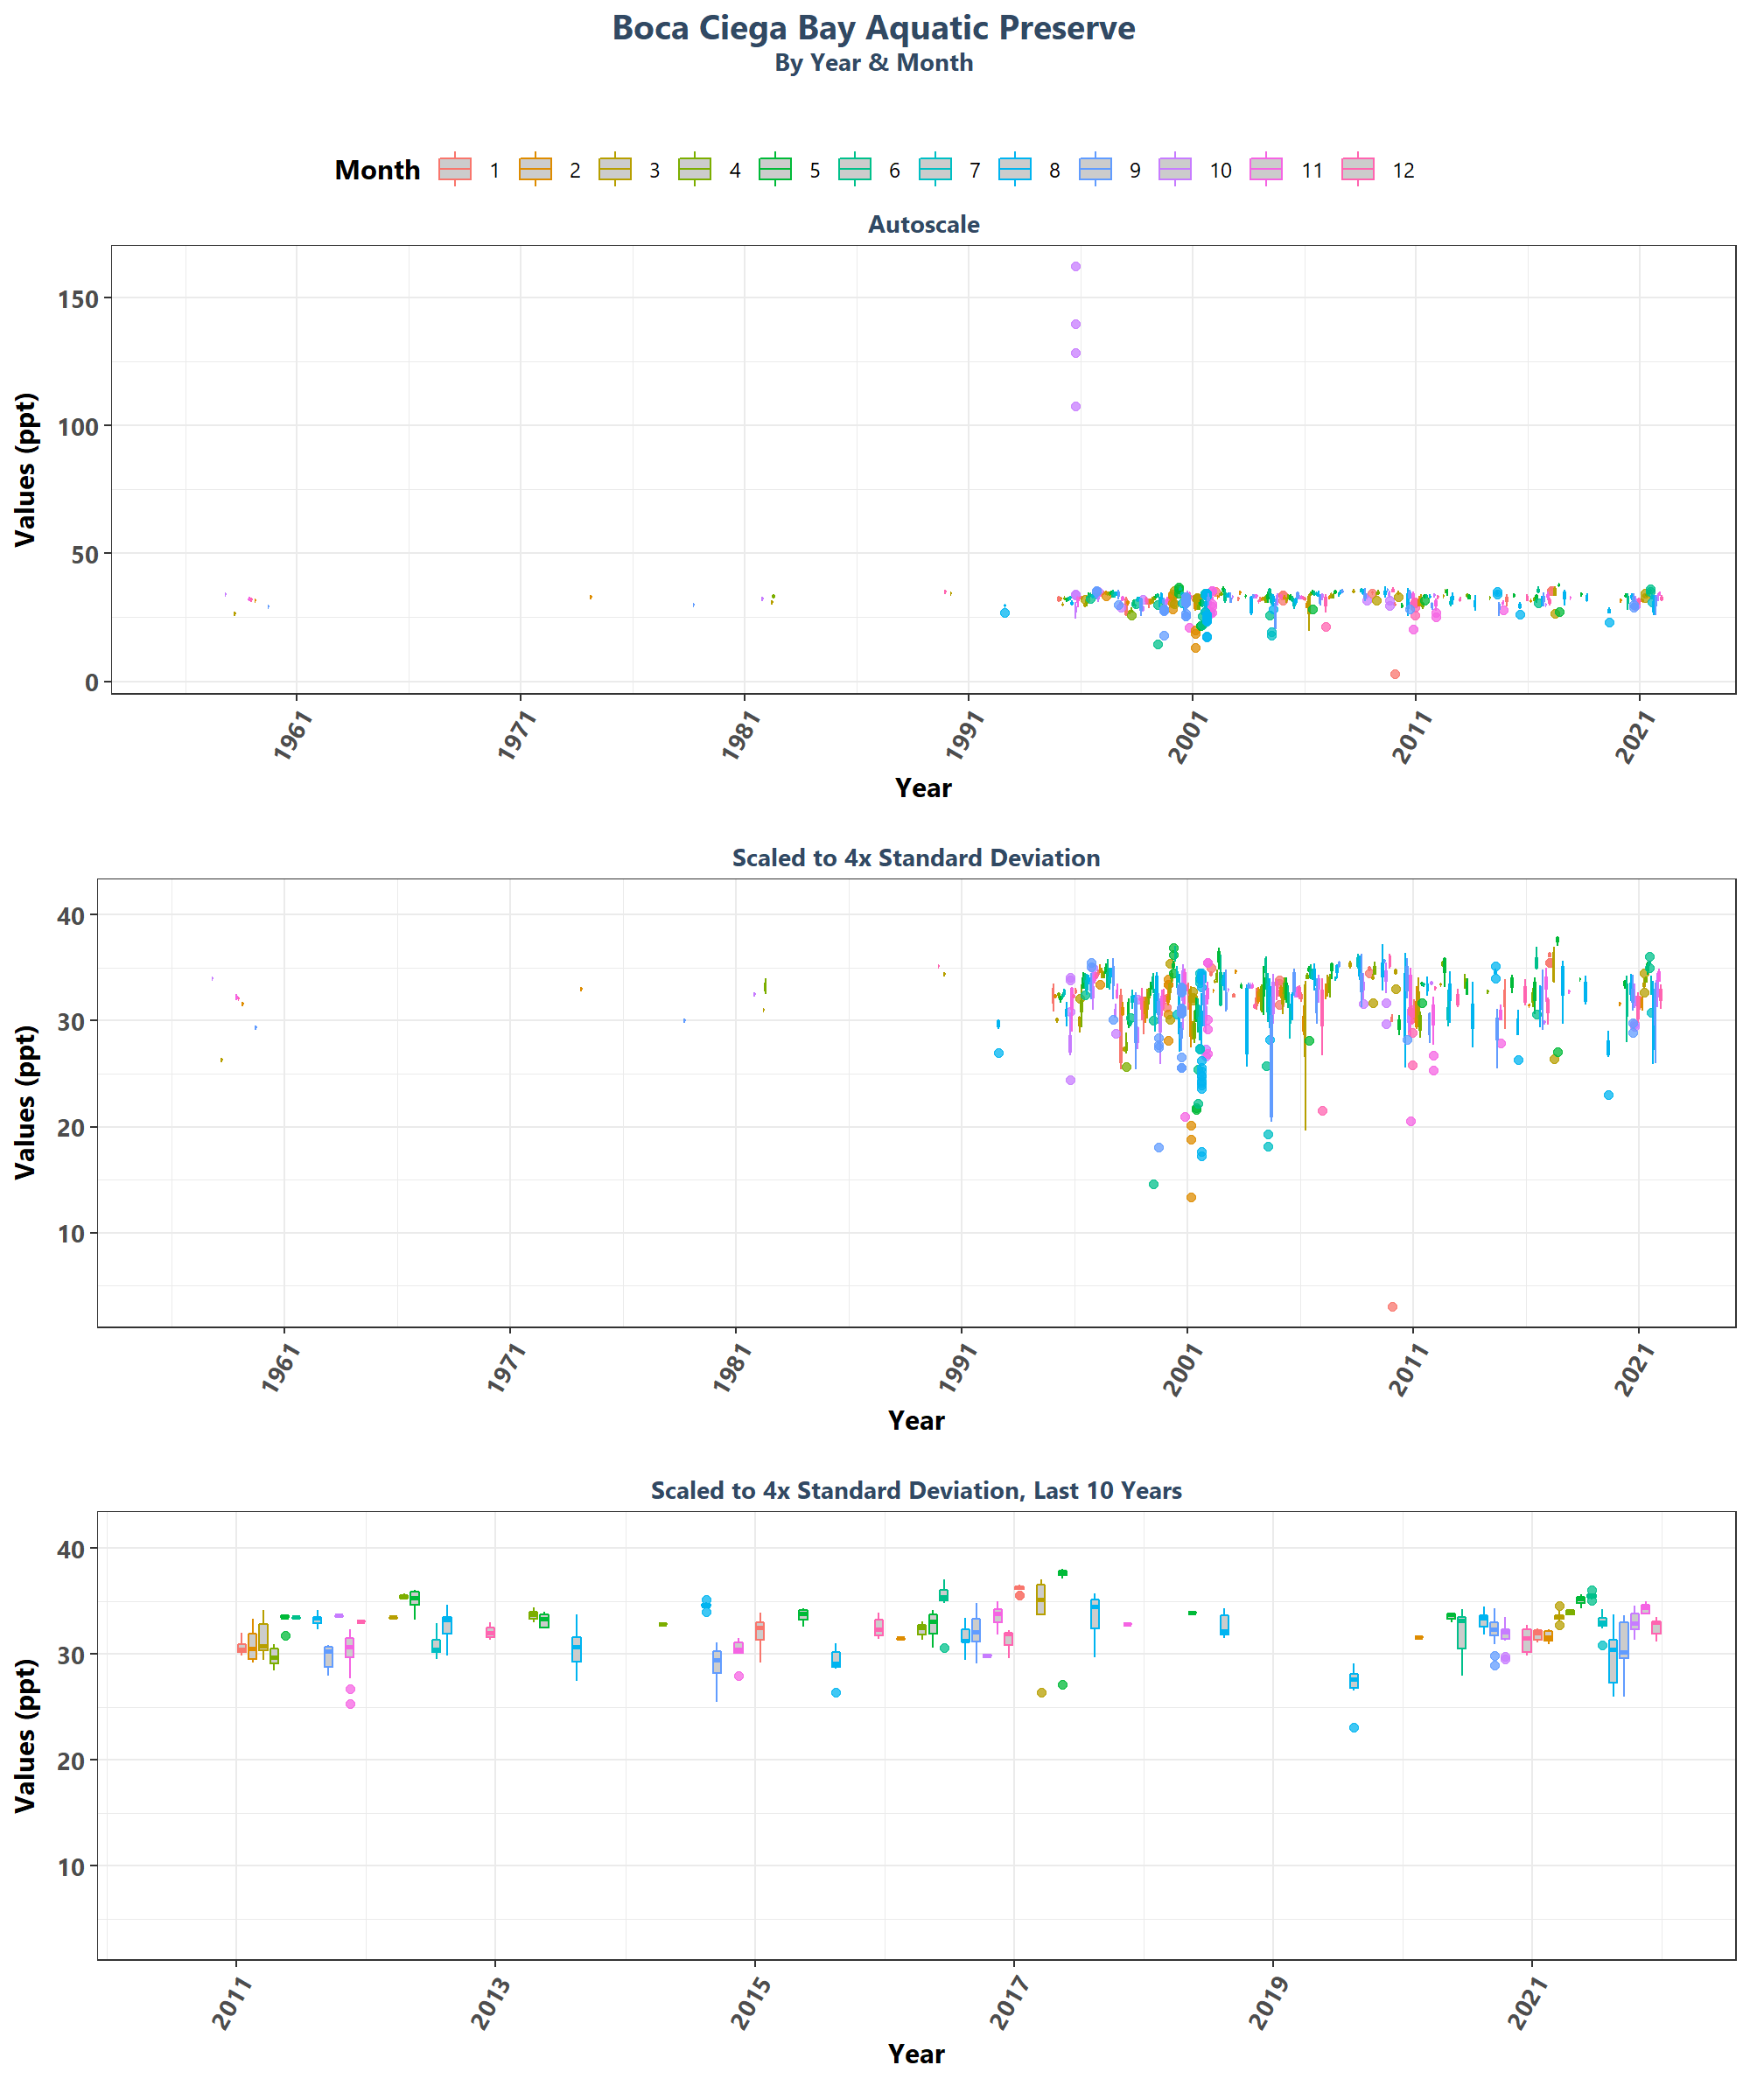 Boca Ciega Bay Aquatic Preserve
By Year & Month
Month 1 2 3 4 5 6 7 8 9 10 11 12
Autoscale
Values (ppt)
150
100
50
0
1961 1971 1981 1991 2001 2011 2021
Year
Scaled to 4x Standard Deviation
Values (ppt)
40
30
20
10
1961 1971 1981 1991 2001 2011 2021
Year
Scaled to 4x Standard Deviation, Last 10 Years
Values (ppt)
40
30
20
10
2011 2013 2015 2017 2019 2021
Year